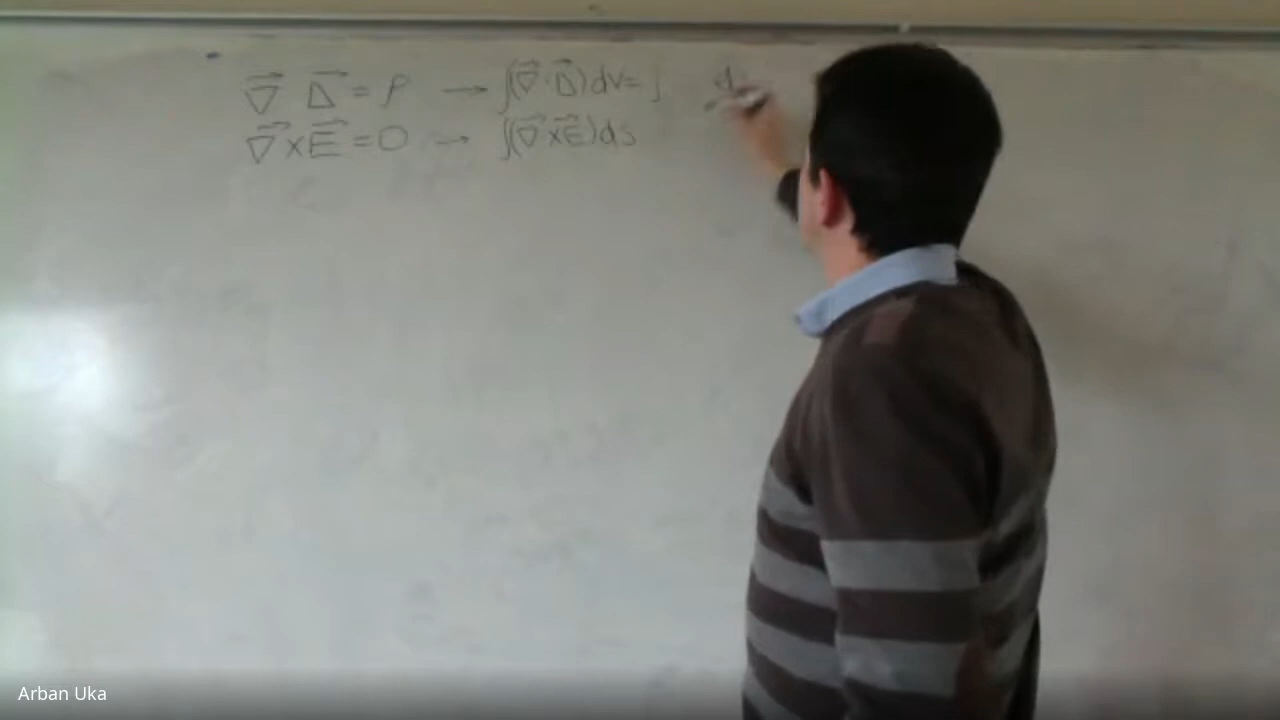 ∇⃗ D⃗ = ρ → ∫(∇⃗ · D⃗)dv = ∫ d
∇⃗ × E⃗ = 0 → ∫(∇⃗ × E⃗)ds
Arban Uka